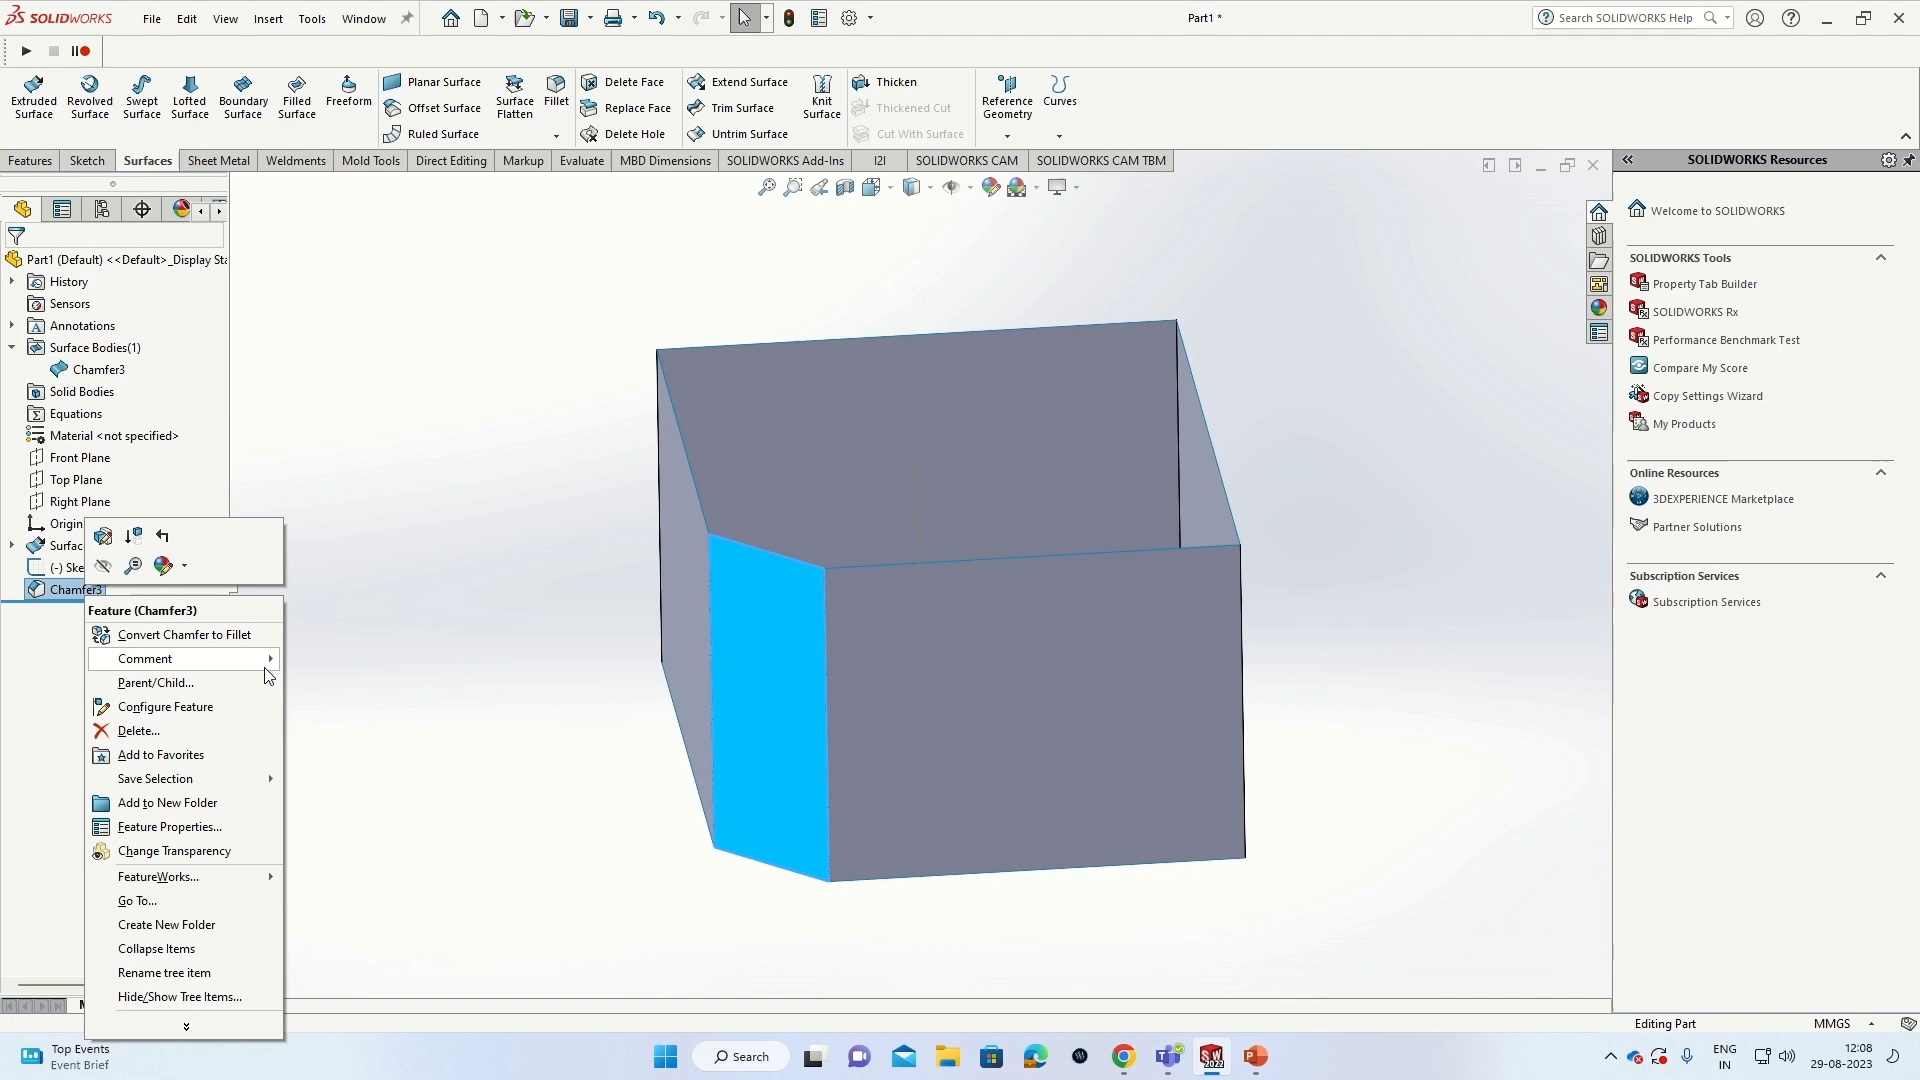 SOLIDWORKS File Edit View Insert Tools Window Part1 * Search SOLIDWORKS Help
Extruded Surface
Revolved Surface
Swept Surface
Lofted Surface
Boundary Surface
Filled Surface
Freeform
Planar Surface
Offset Surface
Ruled Surface
Surface Flatten
Fillet
Delete Face
Replace Face
Delete Hole
Extend Surface
Trim Surface
Untrim Surface
Knit Surface
Thicken
Thickened Cut
Cut With Surface
Reference Geometry
Curves
Features Sketch Surfaces Sheet Metal Weldments Mold Tools Direct Editing Markup Evaluate MBD Dimensions SOLIDWORKS Add-Ins I2I SOLIDWORKS CAM SOLIDWORKS CAM TBM
Part1 (Default) <<Default>_Display Sta
History
Sensors
Annotations
Surface Bodies(1)
Chamfer3
Solid Bodies
Equations
Material <not specified>
Front Plane
Top Plane
Right Plane
Origin
Surfac
(-) Ske
Chamfer3
Feature (Chamfer3)
Convert Chamfer to Fillet
Comment
Parent/Child...
Configure Feature
Delete...
Add to Favorites
Save Selection
Add to New Folder
Feature Properties...
Change Transparency
FeatureWorks...
Go To...
Create New Folder
Collapse Items
Rename tree item
Hide/Show Tree Items...
SOLIDWORKS Resources
Welcome to SOLIDWORKS
SOLIDWORKS Tools
Property Tab Builder
SOLIDWORKS Rx
Performance Benchmark Test
Compare My Score
Copy Settings Wizard
My Products
Online Resources
3DEXPERIENCE Marketplace
Partner Solutions
Subscription Services
Subscription Services
Editing Part MMGS
Top Events
Event Brief
Search
ENG
IN
12:08
29-08-2023